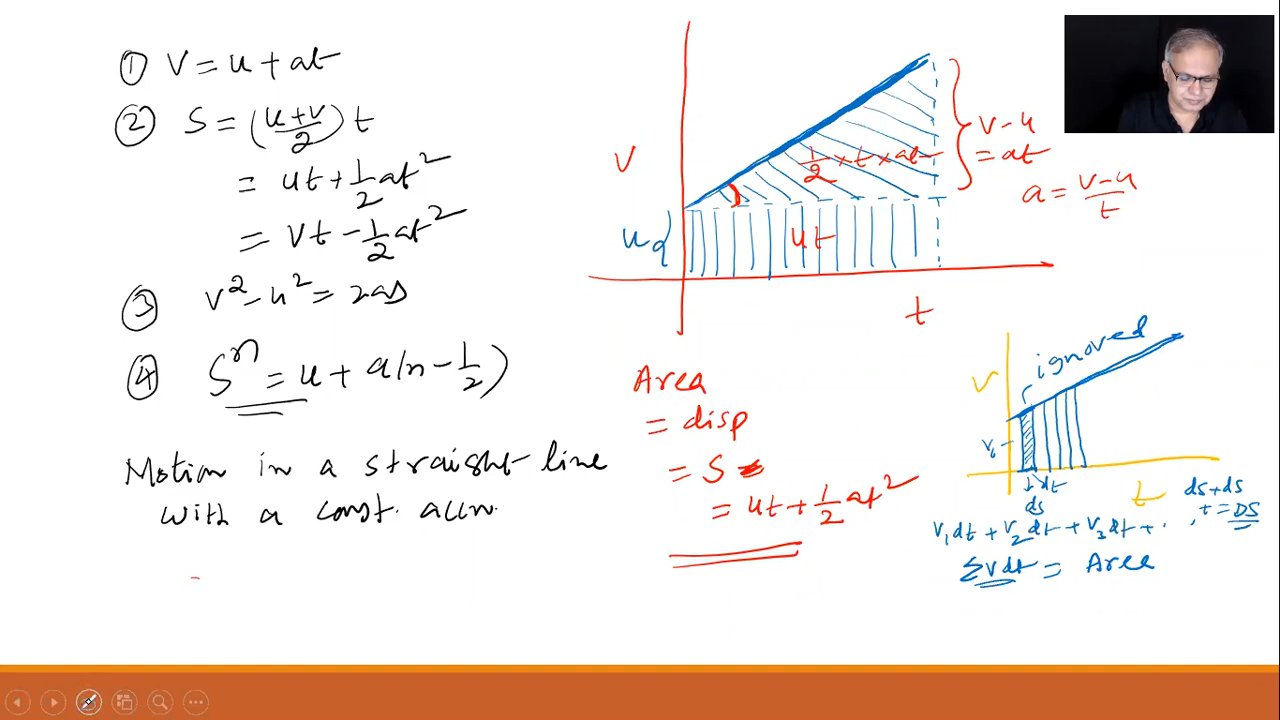 ① V = u + at
② S = (u+v/2) t
= ut + 1/2 at²
= vt - 1/2 at²
③ v² - u² = 2as
④ Sⁿ = u + a(n - 1/2)
Motion in a straight line
with a const. accn.
V
u
1/2 × t × at
ut
v-u
= at
a = v-u/t
t
Area
= disp
= S
= ut + 1/2 at²
ignored
V
v₁
dt
ds
t
ds + ds
+ = DS
v₁dt + v₂dt + v₃dt + . .
Σvdt = Area